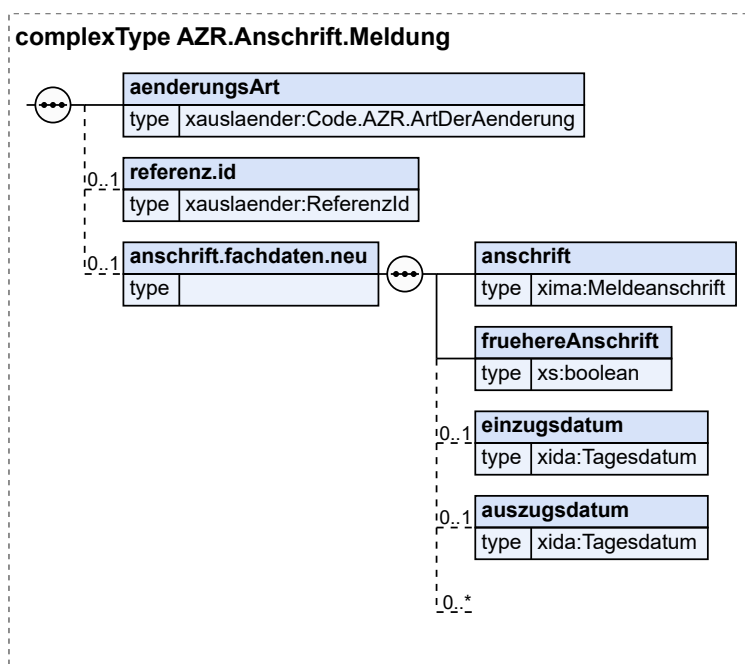 complexType AZR.Anschrift.Meldung
aenderungsArt
type xauslaender:Code.AZR.ArtDerAenderung
0..1
referenz.id
type xauslaender:ReferenzId
0..1
anschrift.fachdaten.neu
type
anschrift
type xima:Meldeanschrift
fruehereAnschrift
type xs:boolean
0..1
einzugsdatum
type xida:Tagesdatum
0..1
auszugsdatum
type xida:Tagesdatum
0..*